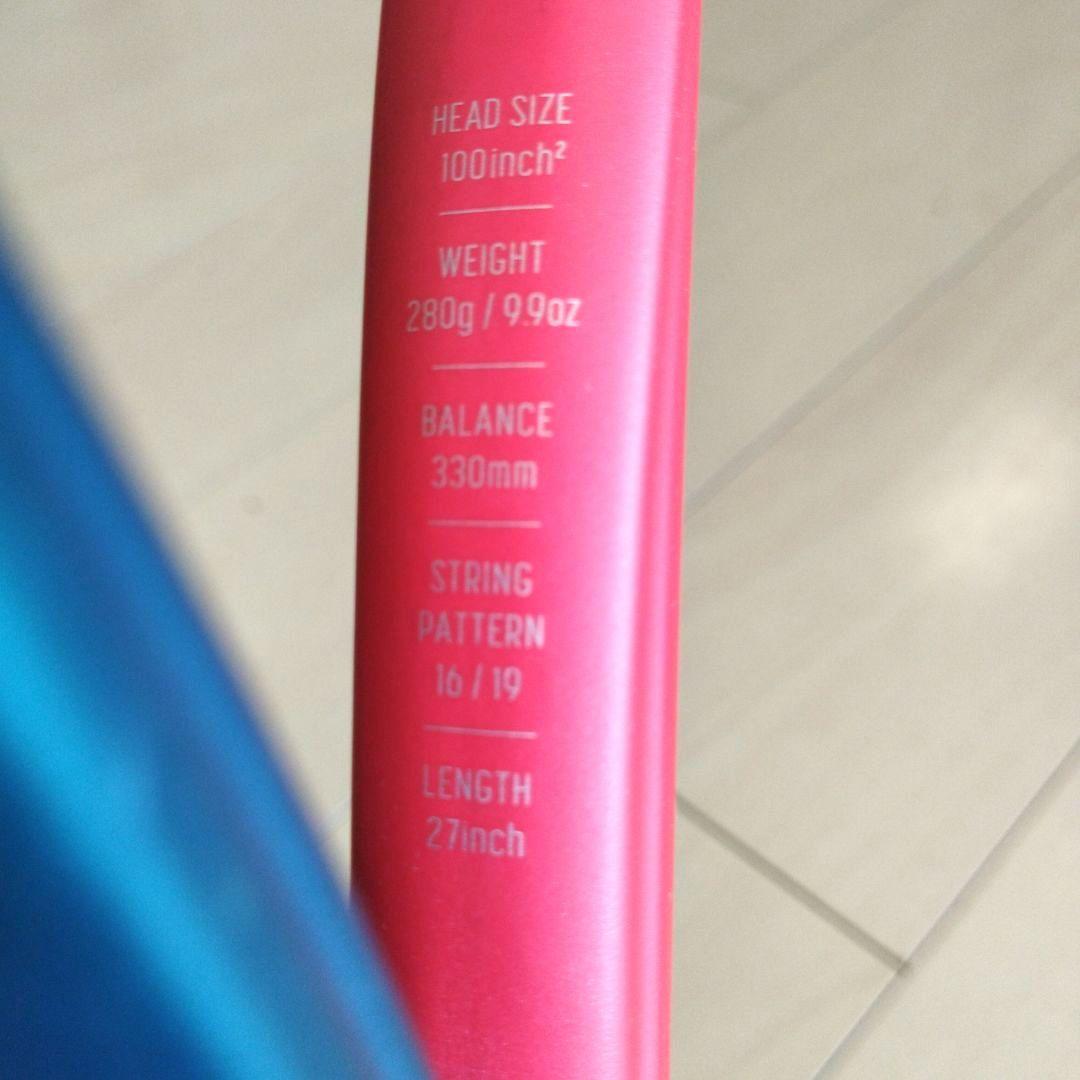 HEAD SIZE
100inch²
WEIGHT
280g / 9.9oz
BALANCE
330mm
STRING
PATTERN
16 / 19
LENGTH
27inch